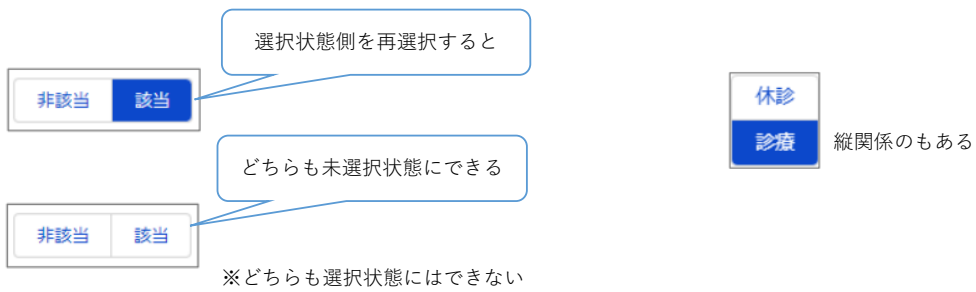 選択状態側を再選択すると
非該当 該当
どちらも未選択状態にできる
非該当 該当
※どちらも選択状態にはできない
休診
診療
縦関係のもある